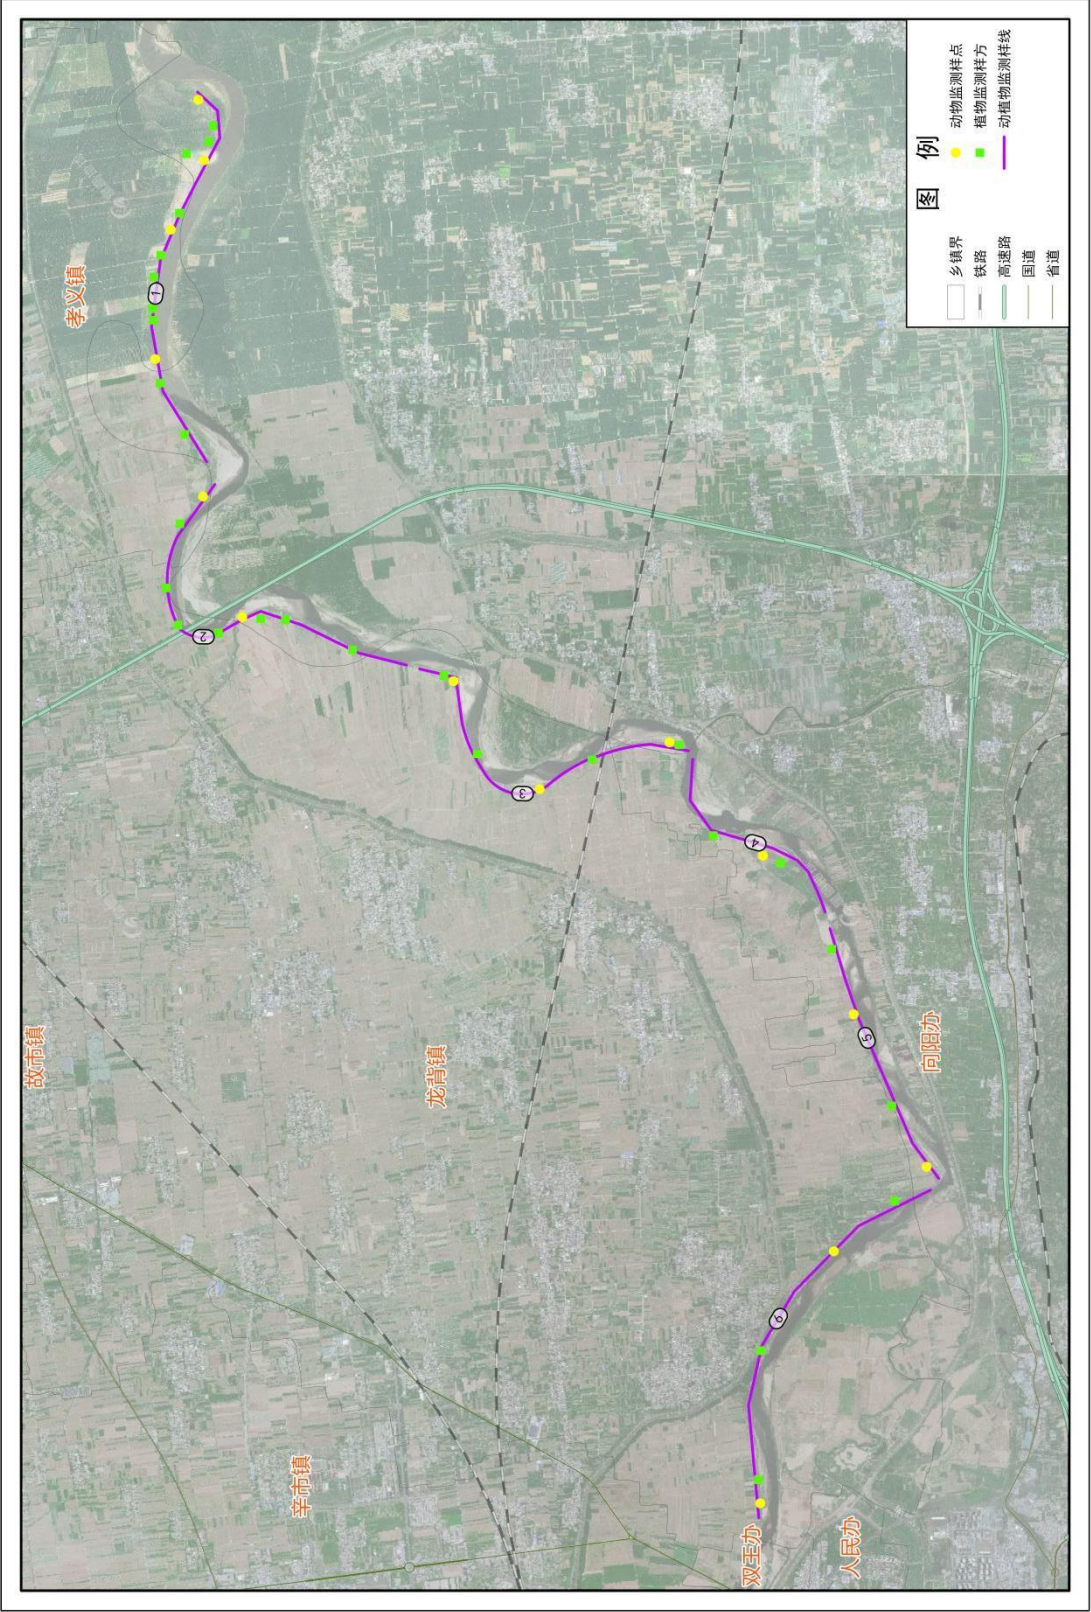 孝义镇
故市镇
龙背镇
辛市镇
向阳办
双王办
人民办
1
2
3
4
5
6
图 例
乡镇界
铁路
高速路
国道
省道
动物监测样点
植物监测样方
动植物监测样线